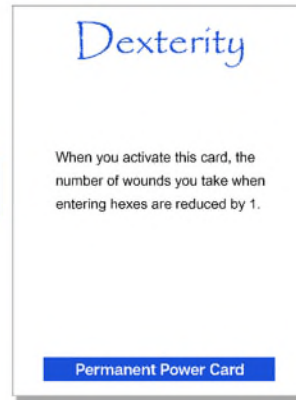 Dexterity
When you activate this card, the
number of wounds you take when
entering hexes are reduced by 1.
Permanent Power Card